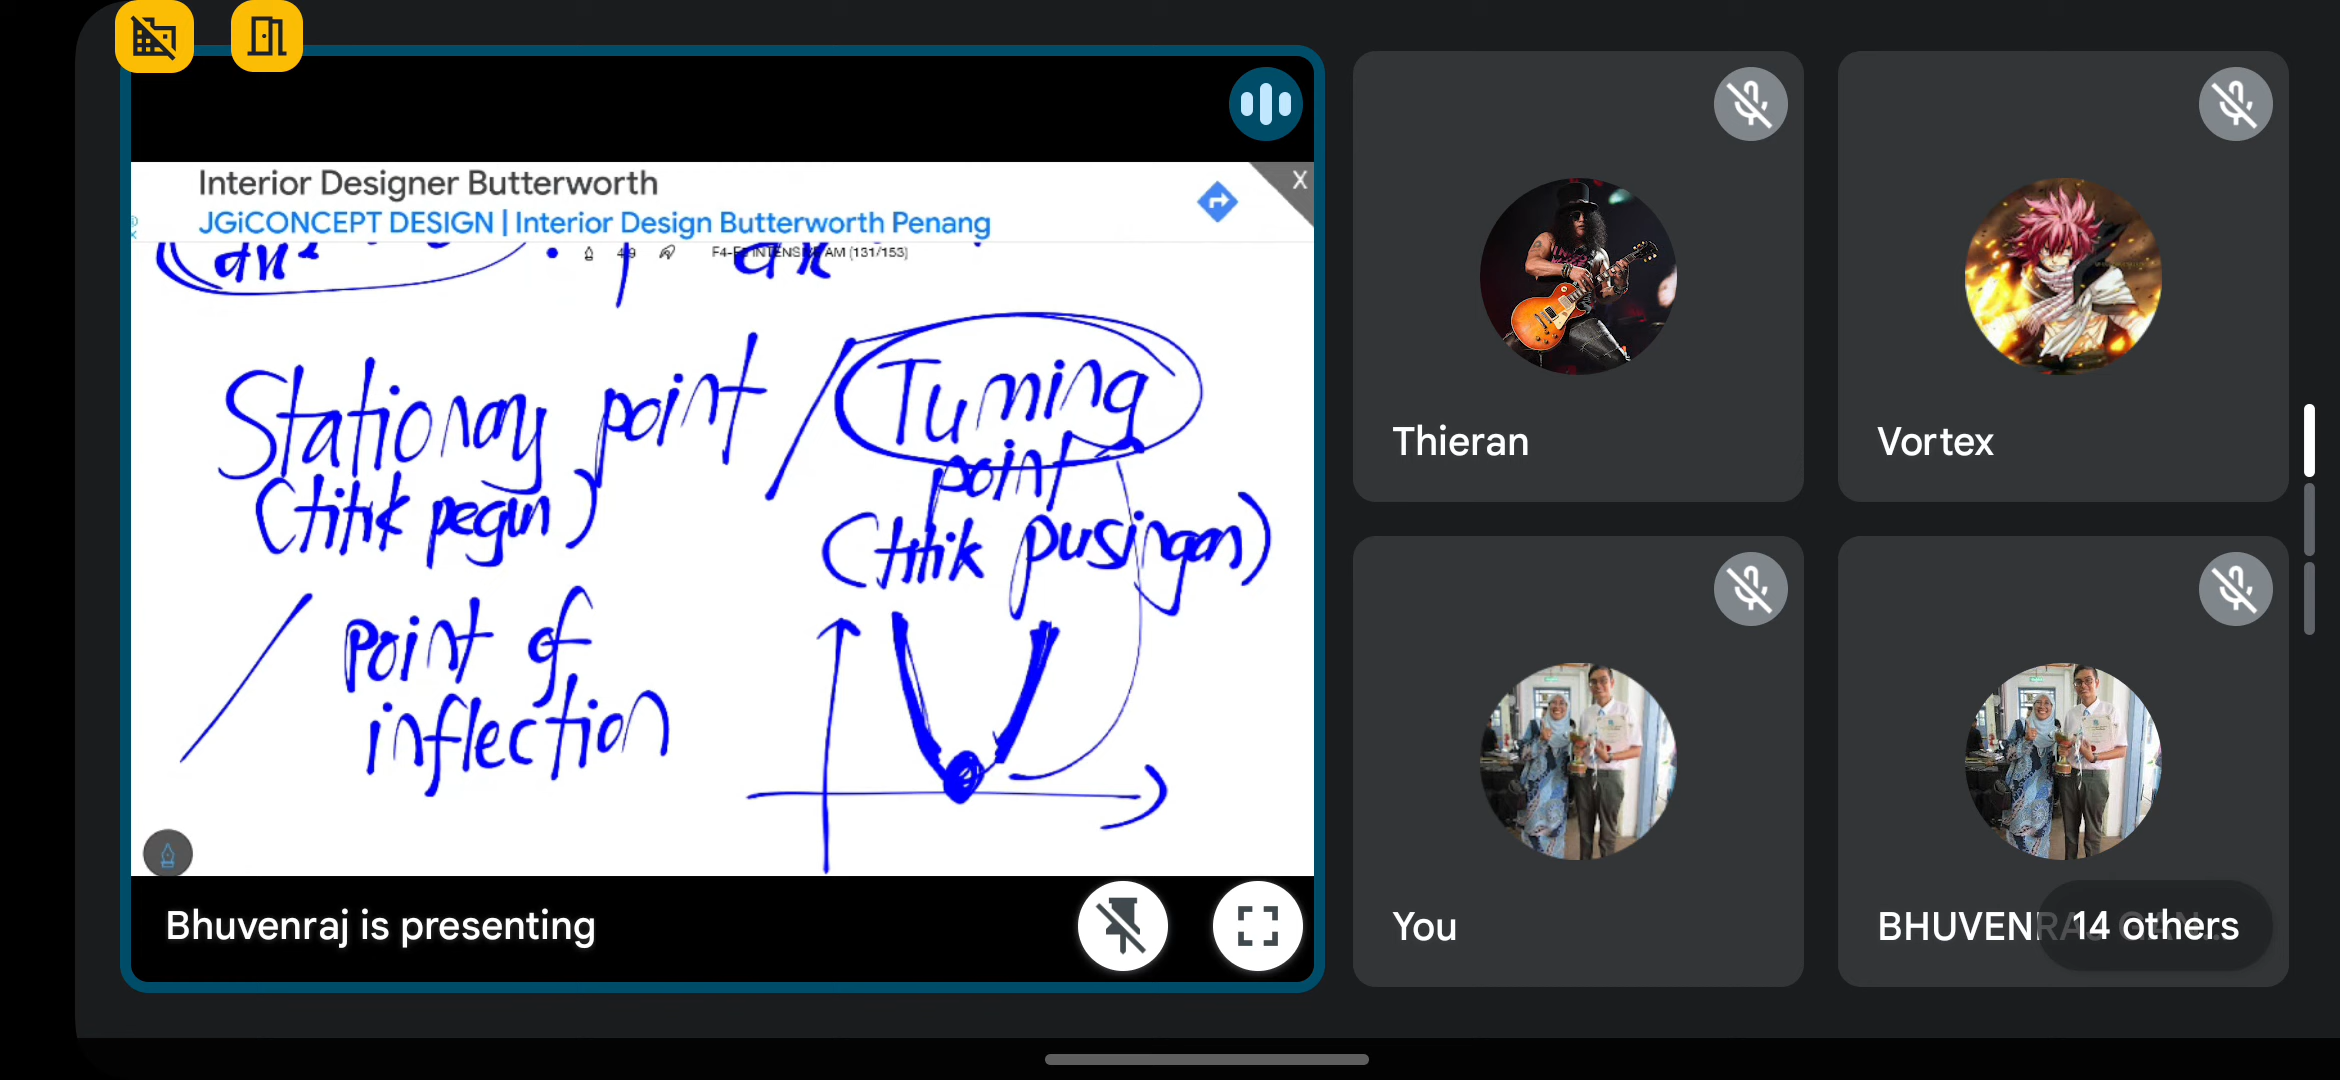 Interior Designer Butterworth
X
JGiCONCEPT DESIGN | Interior Design Butterworth Penang
Stationary point / Turning point
(titik pegun) (titik pusingan)
/ point of
inflection
Bhuvenraj is presenting
Thieran
Vortex
You
14 others